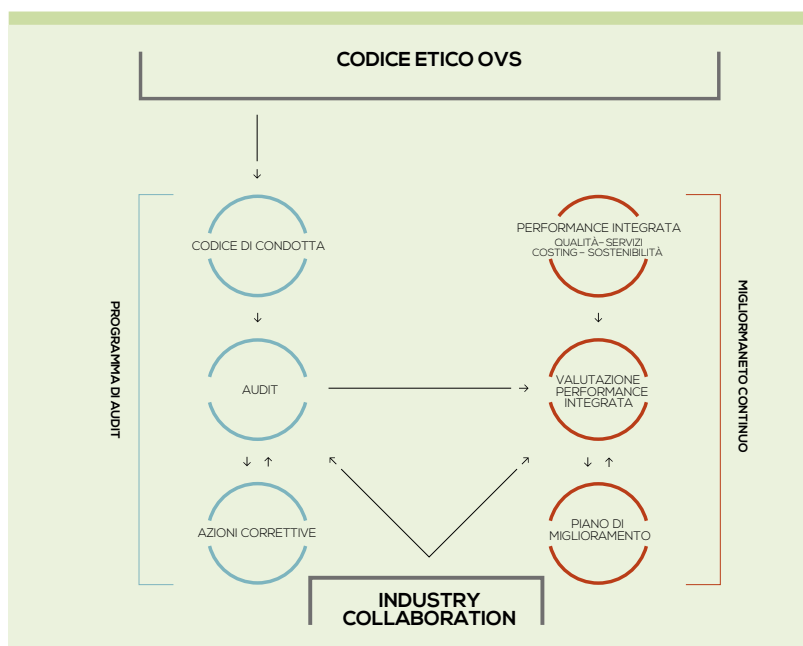 CODICE ETICO OVS
CODICE DI CONDOTTA
PERFORMANCE INTEGRATA
QUALITÀ – SERVIZI
COSTING – SOSTENIBILITÀ
PROGRAMMA DI AUDIT
MIGLIORMANETO CONTINUO
AUDIT
VALUTAZIONE
PERFORMANCE
INTEGRATA
AZIONI CORRETTIVE
PIANO DI
MIGLIORAMENTO
INDUSTRY
COLLABORATION